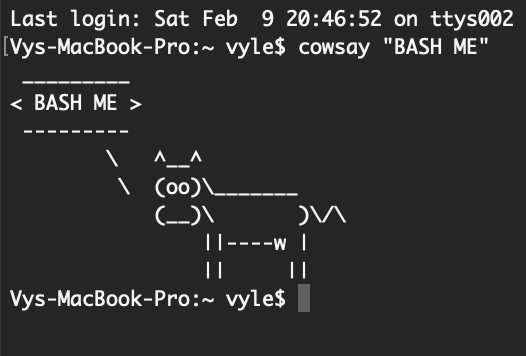 Last login: Sat Feb  9 20:46:52 on ttys002
[Vys-MacBook-Pro:~ vyle$ cowsay "BASH ME"
 _________
< BASH ME >
 ---------
        \   ^__^
         \  (oo)\_______
            (__)\       )\/\
                ||----w |
                ||     ||
Vys-MacBook-Pro:~ vyle$